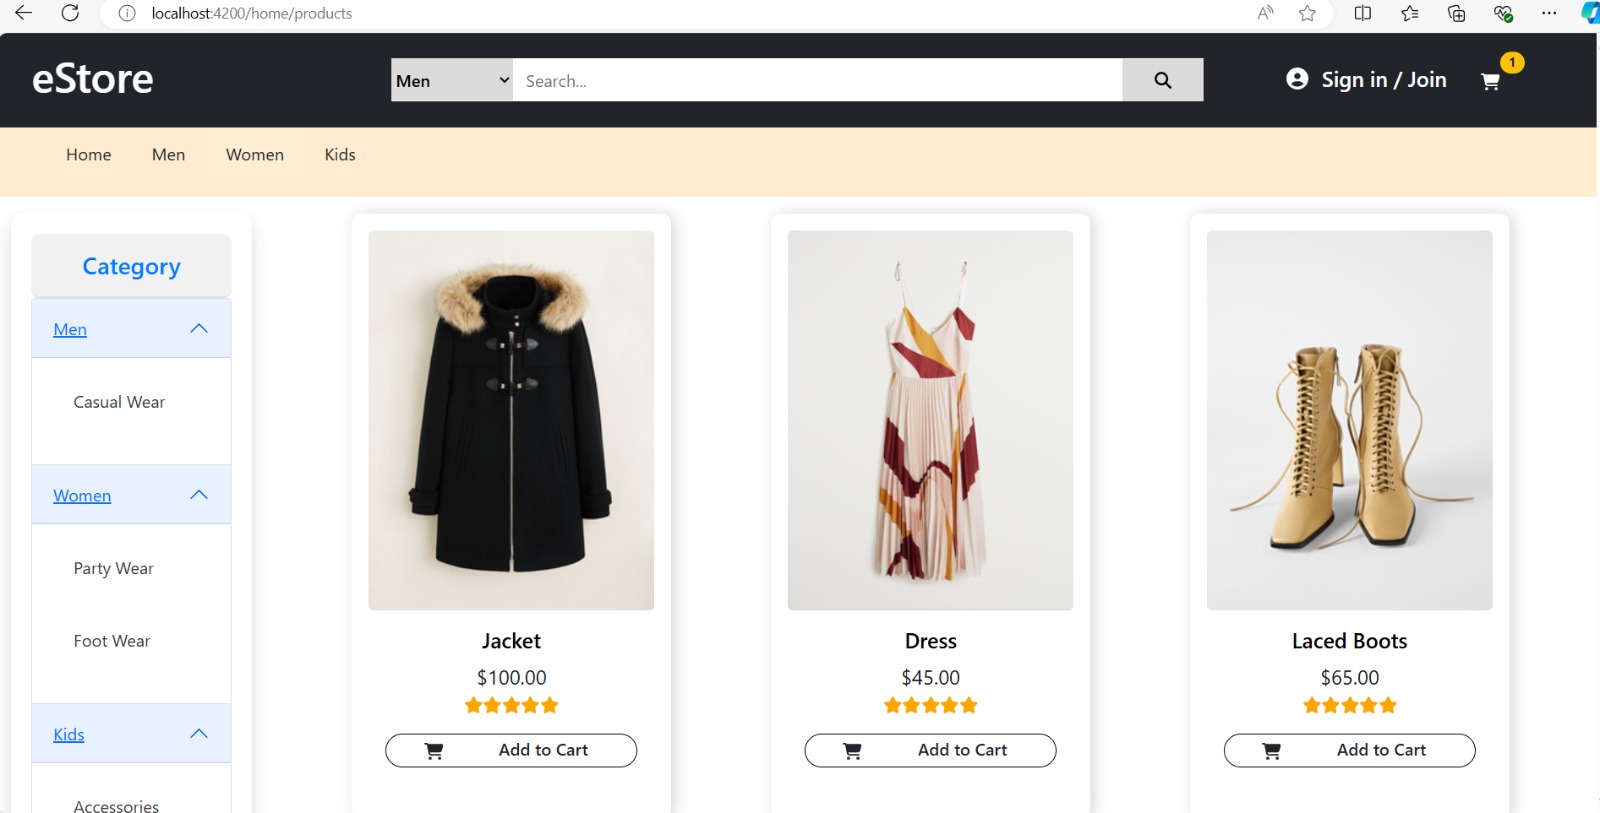 localhost:4200/home/products
eStore
Men
Search...
Sign in / Join
1
Home Men Women Kids
Category
Men
Casual Wear
Women
Party Wear
Foot Wear
Kids
Accessories
Jacket
$100.00
Add to Cart
Dress
$45.00
Add to Cart
Laced Boots
$65.00
Add to Cart